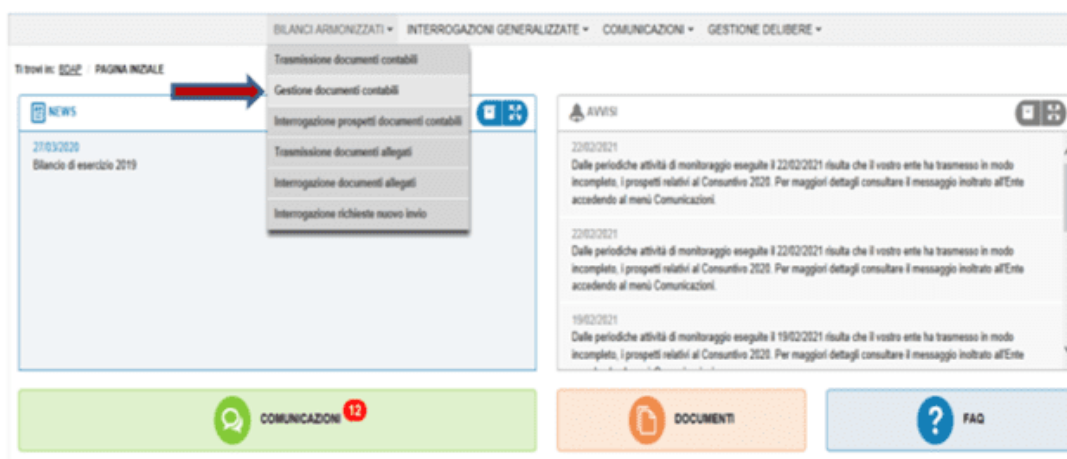 BILANCI ARMONIZZATI INTERROGAZIONI GENERALIZZATE COMUNICAZIONI GESTIONE DELIBERE
Trasmissione documenti contabili
Gestione documenti contabili
Interrogazione prospetti documenti contabili
Trasmissione documenti allegati
Interrogazione documenti allegati
Interrogazione richieste nuovo invio
Ti trovi in: BDAP / PAGINA INIZIALE
NEWS
27/03/2020
Bilancio di esercizio 2019
AVVISI
22/02/2021
Dalle periodiche attività di monitoraggio eseguite il 22/02/2021 risulta che il vostro ente ha trasmesso in modo
incompleto, i prospetti relativi al Consuntivo 2020. Per maggiori dettagli consultare il messaggio inoltrato all'Ente
accedendo al menù Comunicazioni.
22/02/2021
Dalle periodiche attività di monitoraggio eseguite il 22/02/2021 risulta che il vostro ente ha trasmesso in modo
incompleto, i prospetti relativi al Consuntivo 2020. Per maggiori dettagli consultare il messaggio inoltrato all'Ente
accedendo al menù Comunicazioni.
19/02/2021
Dalle periodiche attività di monitoraggio eseguite il 19/02/2021 risulta che il vostro ente ha trasmesso in modo
incompleto, i prospetti relativi al Consuntivo 2020. Per maggiori dettagli consultare il messaggio inoltrato all'Ente
COMUNICAZIONI 12
DOCUMENTI
? FAQ